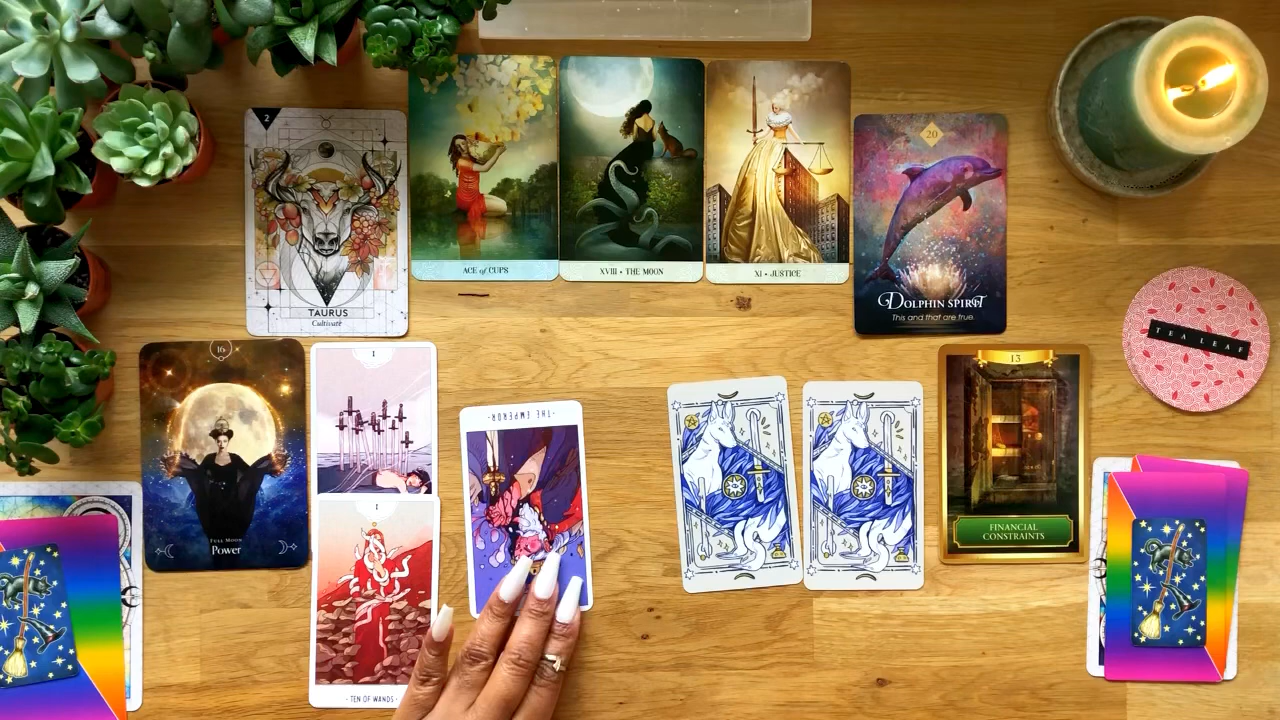 2
TAURUS
Cultivate
ACE of CUPS
XVIII • THE MOON
XI • JUSTICE
20
DOLPHIN SPIRIT
This and that are true.
TEA LEAF
16
FULL MOON
Power
I
I
- TEN OF WANDS -
· THE EMPEROR ·
13
FINANCIAL
CONSTRAINTS